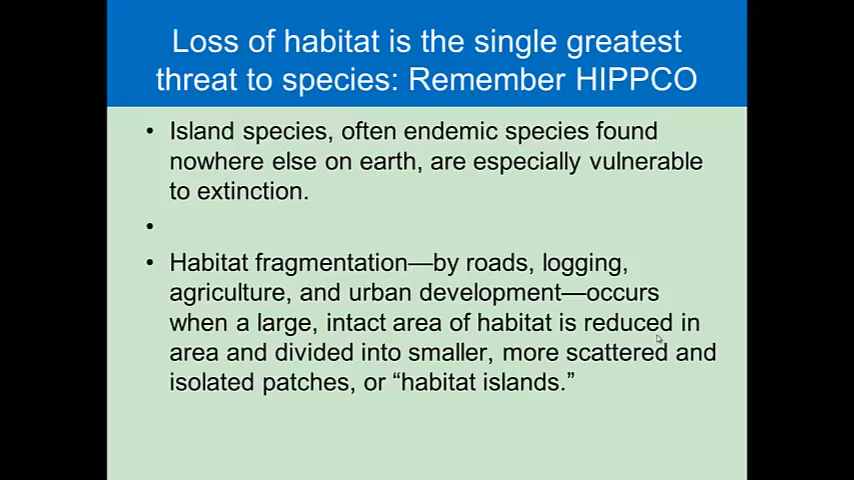 Loss of habitat is the single greatest
threat to species: Remember HIPPCO
• Island species, often endemic species found
nowhere else on earth, are especially vulnerable
to extinction.
•
• Habitat fragmentation—by roads, logging,
agriculture, and urban development—occurs
when a large, intact area of habitat is reduced in
area and divided into smaller, more scattered and
isolated patches, or “habitat islands.”